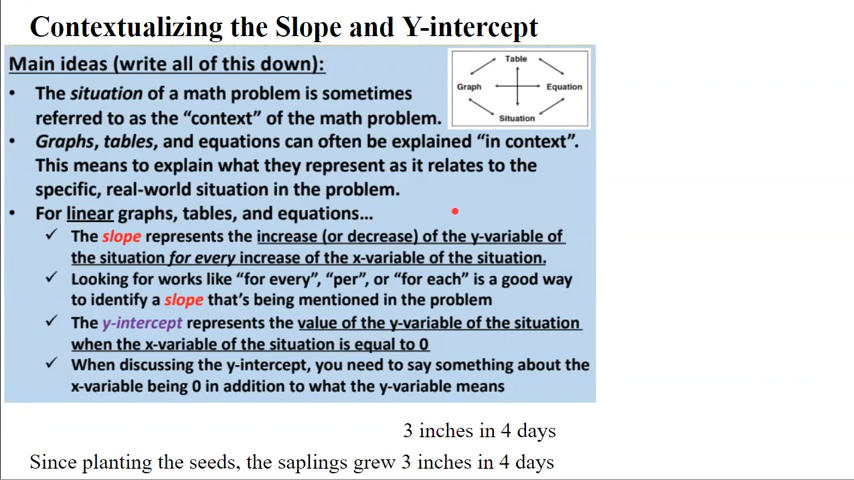 Contextualizing the Slope and Y-intercept
Main ideas (write all of this down):
Table
Graph
Equation
Situation
• The situation of a math problem is sometimes
referred to as the “context” of the math problem.
• Graphs, tables, and equations can often be explained “in context”.
This means to explain what they represent as it relates to the
specific, real-world situation in the problem.
• For linear graphs, tables, and equations…
✓ The slope represents the increase (or decrease) of the y-variable of
the situation for every increase of the x-variable of the situation.
✓ Looking for works like “for every”, “per”, or “for each” is a good way
to identify a slope that’s being mentioned in the problem
✓ The y-intercept represents the value of the y-variable of the situation
when the x-variable of the situation is equal to 0
✓ When discussing the y-intercept, you need to say something about the
x-variable being 0 in addition to what the y-variable means
3 inches in 4 days
Since planting the seeds, the saplings grew 3 inches in 4 days